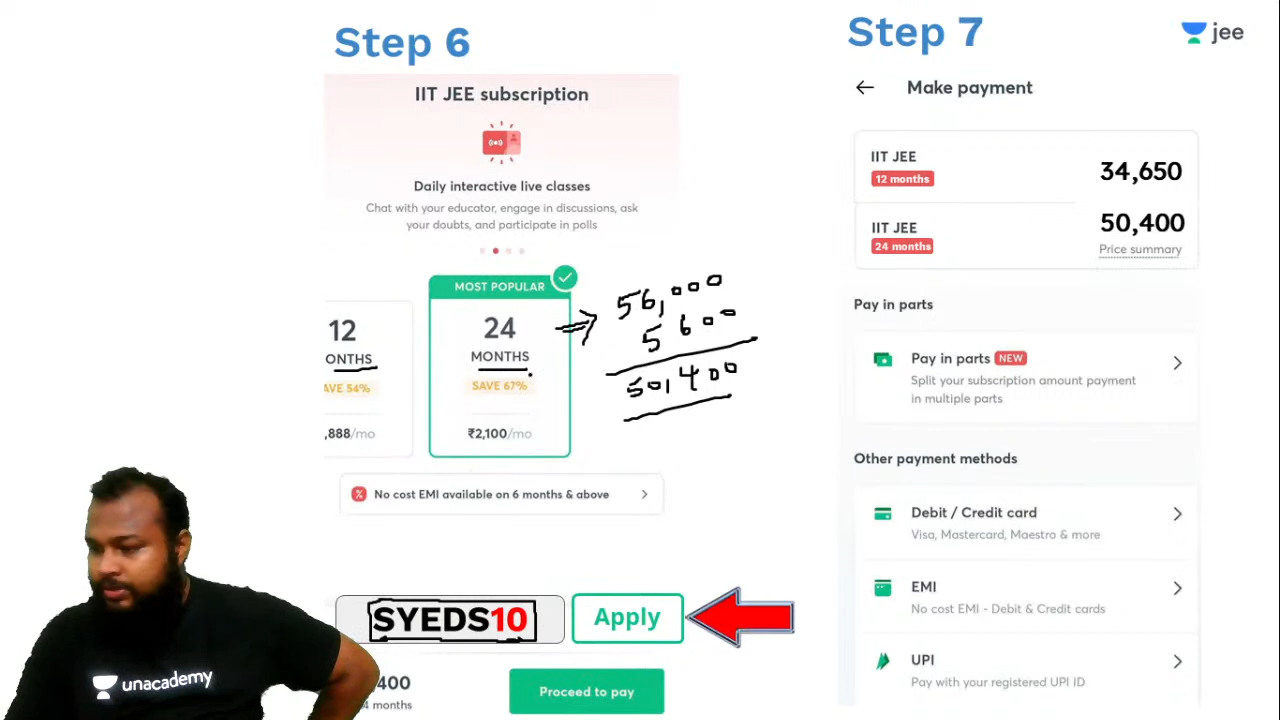 Step 6
IIT JEE subscription
Daily interactive live classes
Chat with your educator, engage in discussions, ask
your doubts, and participate in polls
12
ONTHS
AVE 54%
,888/mo
MOST POPULAR
24
MONTHS
SAVE 67%
₹2,100/mo
56,000
5600
50,400
No cost EMI available on 6 months & above
SYEDS10
Apply
400
4 months
Proceed to pay
unacademy
Step 7
jee
Make payment
IIT JEE
12 months
34,650
IIT JEE
24 months
50,400
Price summary
Pay in parts
Pay in parts NEW
Split your subscription amount payment
in multiple parts
Other payment methods
Debit / Credit card
Visa, Mastercard, Maestro & more
EMI
No cost EMI - Debit & Credit cards
UPI
Pay with your registered UPI ID